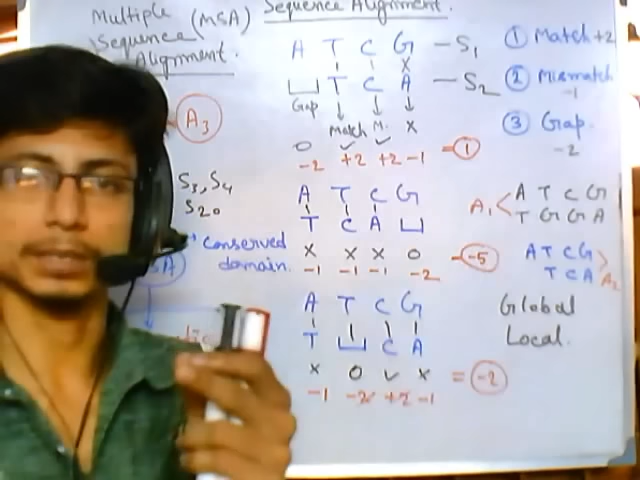 Sequence Alignment.
Multiple (MSA)
Sequence
Alignment.
A T C G — S1
⎵ T C A — S2
Gap Match M. X
0 ✓ ✓
-2 +2 +2 -1 = 1
① Match +2
② Mismatch
-1
③ Gap.
-2
A3
S3, S4
S20
conserved
domain.
A T C G
T C A ⎵
X X X 0
-1 -1 -1 -2 = -5
A1 < A T C G
T G G A
A T C G > A2
T C A
A T C G
T ⎵ C A
X 0 ✓ X = -2
-1 -2 +2 -1
Global
Local.